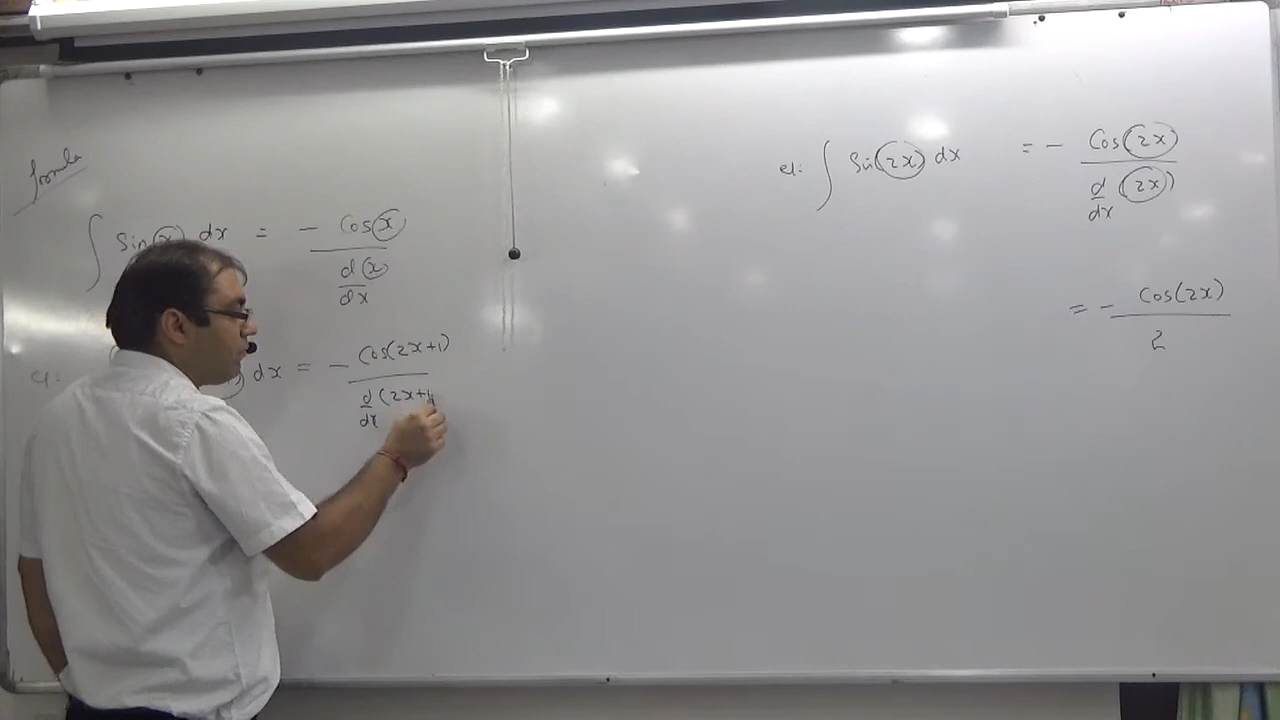 formula
∫ Sin(x) dx = - Cos(x) / d/dx (x)
dx = - Cos(2x+1) / d/dx (2x+1
eg: ∫ Sin(2x) dx = - Cos(2x) / d/dx (2x)
= - Cos(2x) / 2